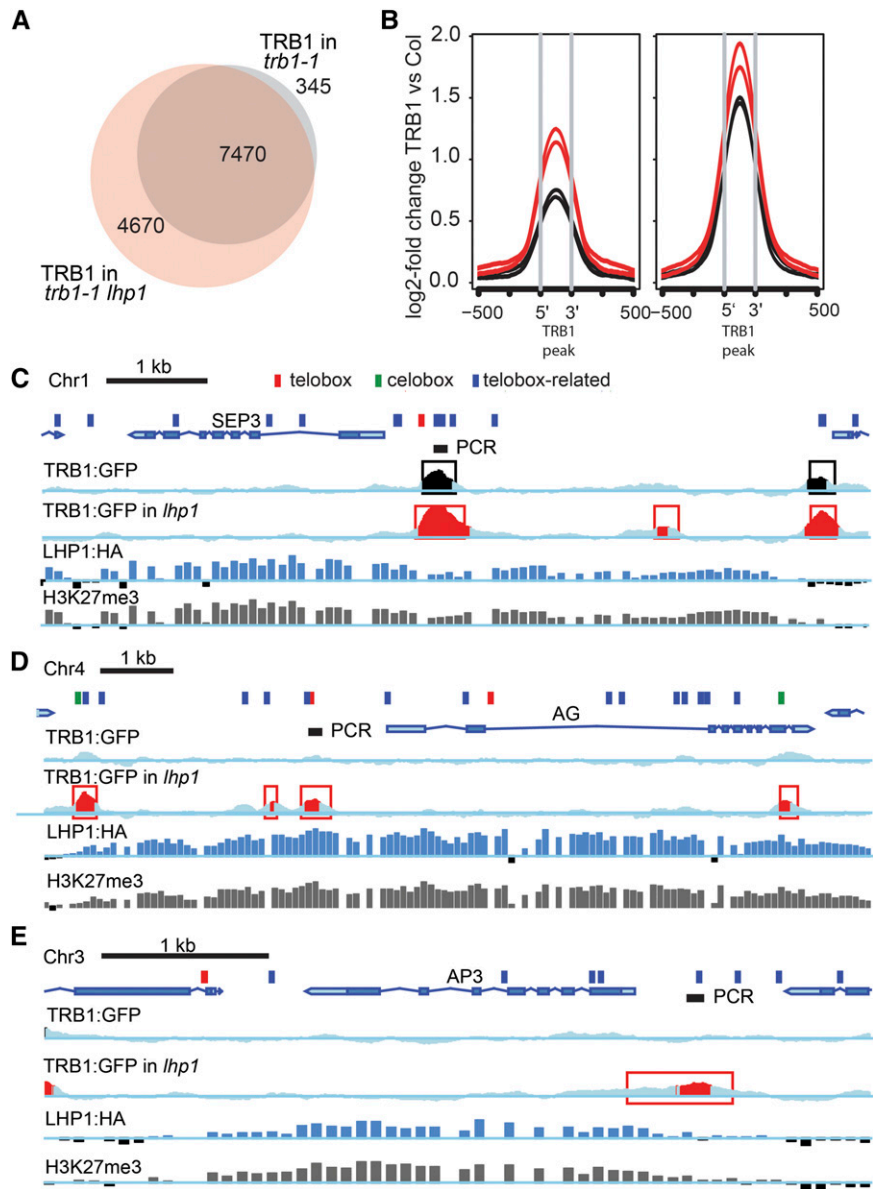 A
TRB1 in
trb1-1
345
7470
4670
TRB1 in
trb1-1 lhp1
B
log2-fold change TRB1 vs Col
2.0
1.5
1.0
0.5
0.0
−500 5' 3' 500
TRB1
peak
−500 5' 3' 500
TRB1
peak
C
Chr1 1 kb telobox celobox telobox-related
SEP3
PCR
TRB1:GFP
TRB1:GFP in lhp1
LHP1:HA
H3K27me3
D
Chr4 1 kb
PCR AG
TRB1:GFP
TRB1:GFP in lhp1
LHP1:HA
H3K27me3
E
Chr3 1 kb
AP3
PCR
TRB1:GFP
TRB1:GFP in lhp1
LHP1:HA
H3K27me3